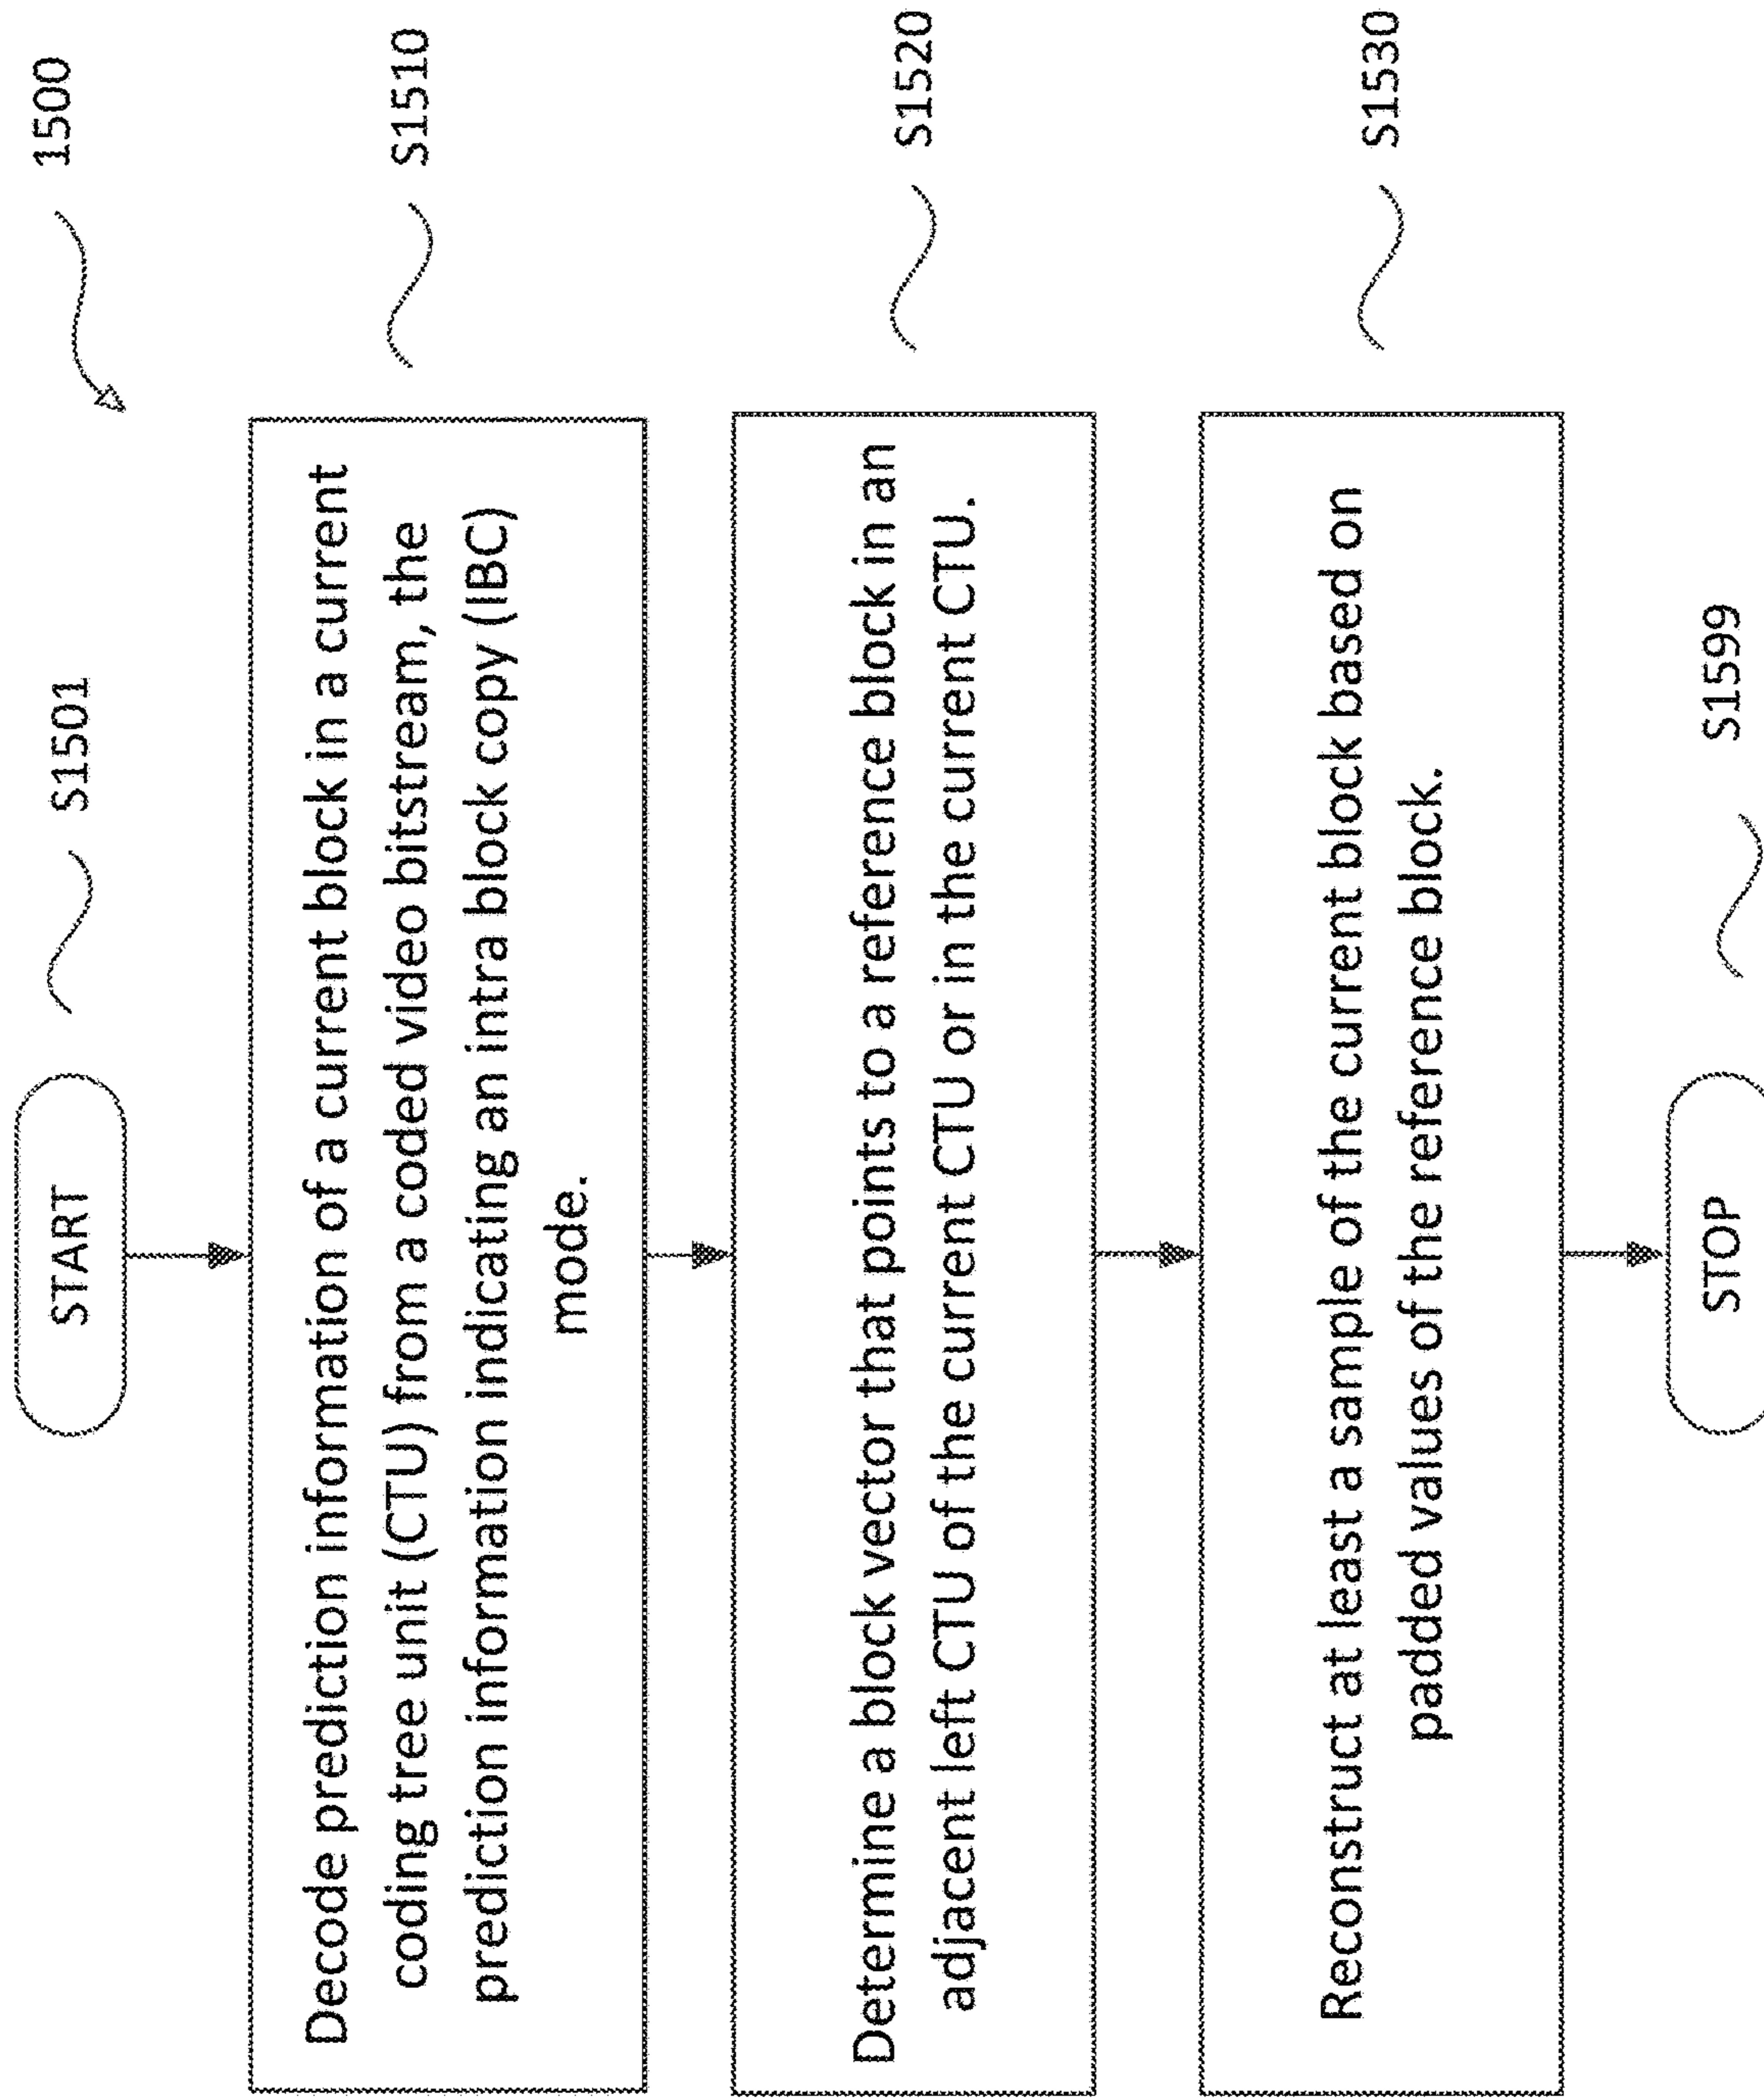 1500
START
S1501
Decode prediction information of a current block in a current
coding tree unit (CTU) from a coded video bitstream, the
prediction information indicating an intra block copy (IBC)
mode.
S1510
Determine a block vector that points to a reference block in an
adjacent left CTU of the current CTU or in the current CTU.
S1520
Reconstruct at least a sample of the current block based on
padded values of the reference block.
S1530
STOP
S1599